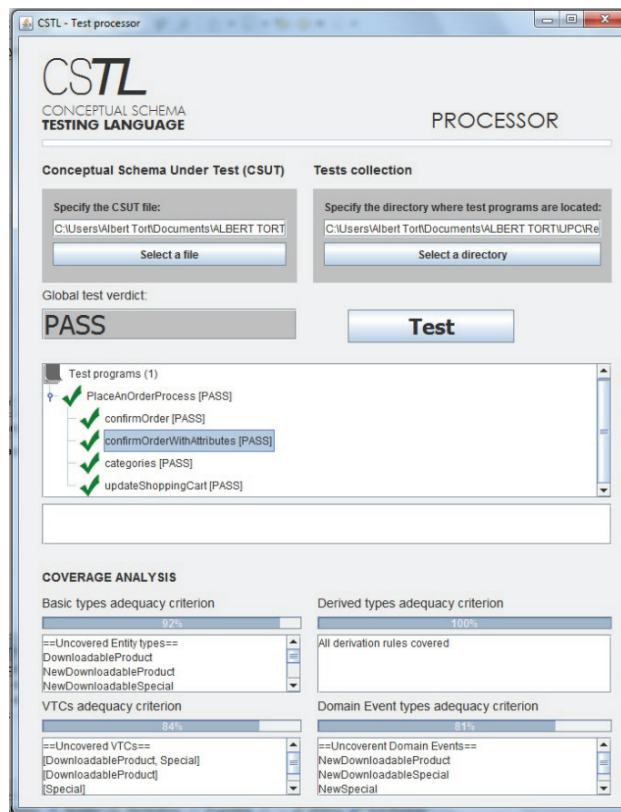 CSTL - Test processor
CSTL
CONCEPTUAL SCHEMA
TESTING LANGUAGE
PROCESSOR
Conceptual Schema Under Test (CSUT)
Tests collection
Specify the CSUT file:
Specify the directory where test programs are located:
C:\Users\Albert Tort\Documents\ALBERT TORT
C:\Users\Albert Tort\Documents\ALBERT TORT\UPC\Re
Select a file
Select a directory
Global test verdict:
PASS
Test
Test programs (1)
PlaceAnOrderProcess [PASS]
confirmOrder [PASS]
confirmOrderWithAttributes [PASS]
categories [PASS]
updateShoppingCart [PASS]
COVERAGE ANALYSIS
Basic types adequacy criterion
Derived types adequacy criterion
92%
100%
==Uncovered Entity types==
DownloadableProduct
NewDownloadableProduct
NewDownloadableSpecial
All derivation rules covered
VTCs adequacy criterion
Domain Event types adequacy criterion
84%
81%
==Uncovered VTCs==
[DownloadableProduct, Special]
[DownloadableProduct]
[Special]
==Uncoverent Domain Events==
NewDownloadableProduct
NewDownloadableSpecial
NewSpecial